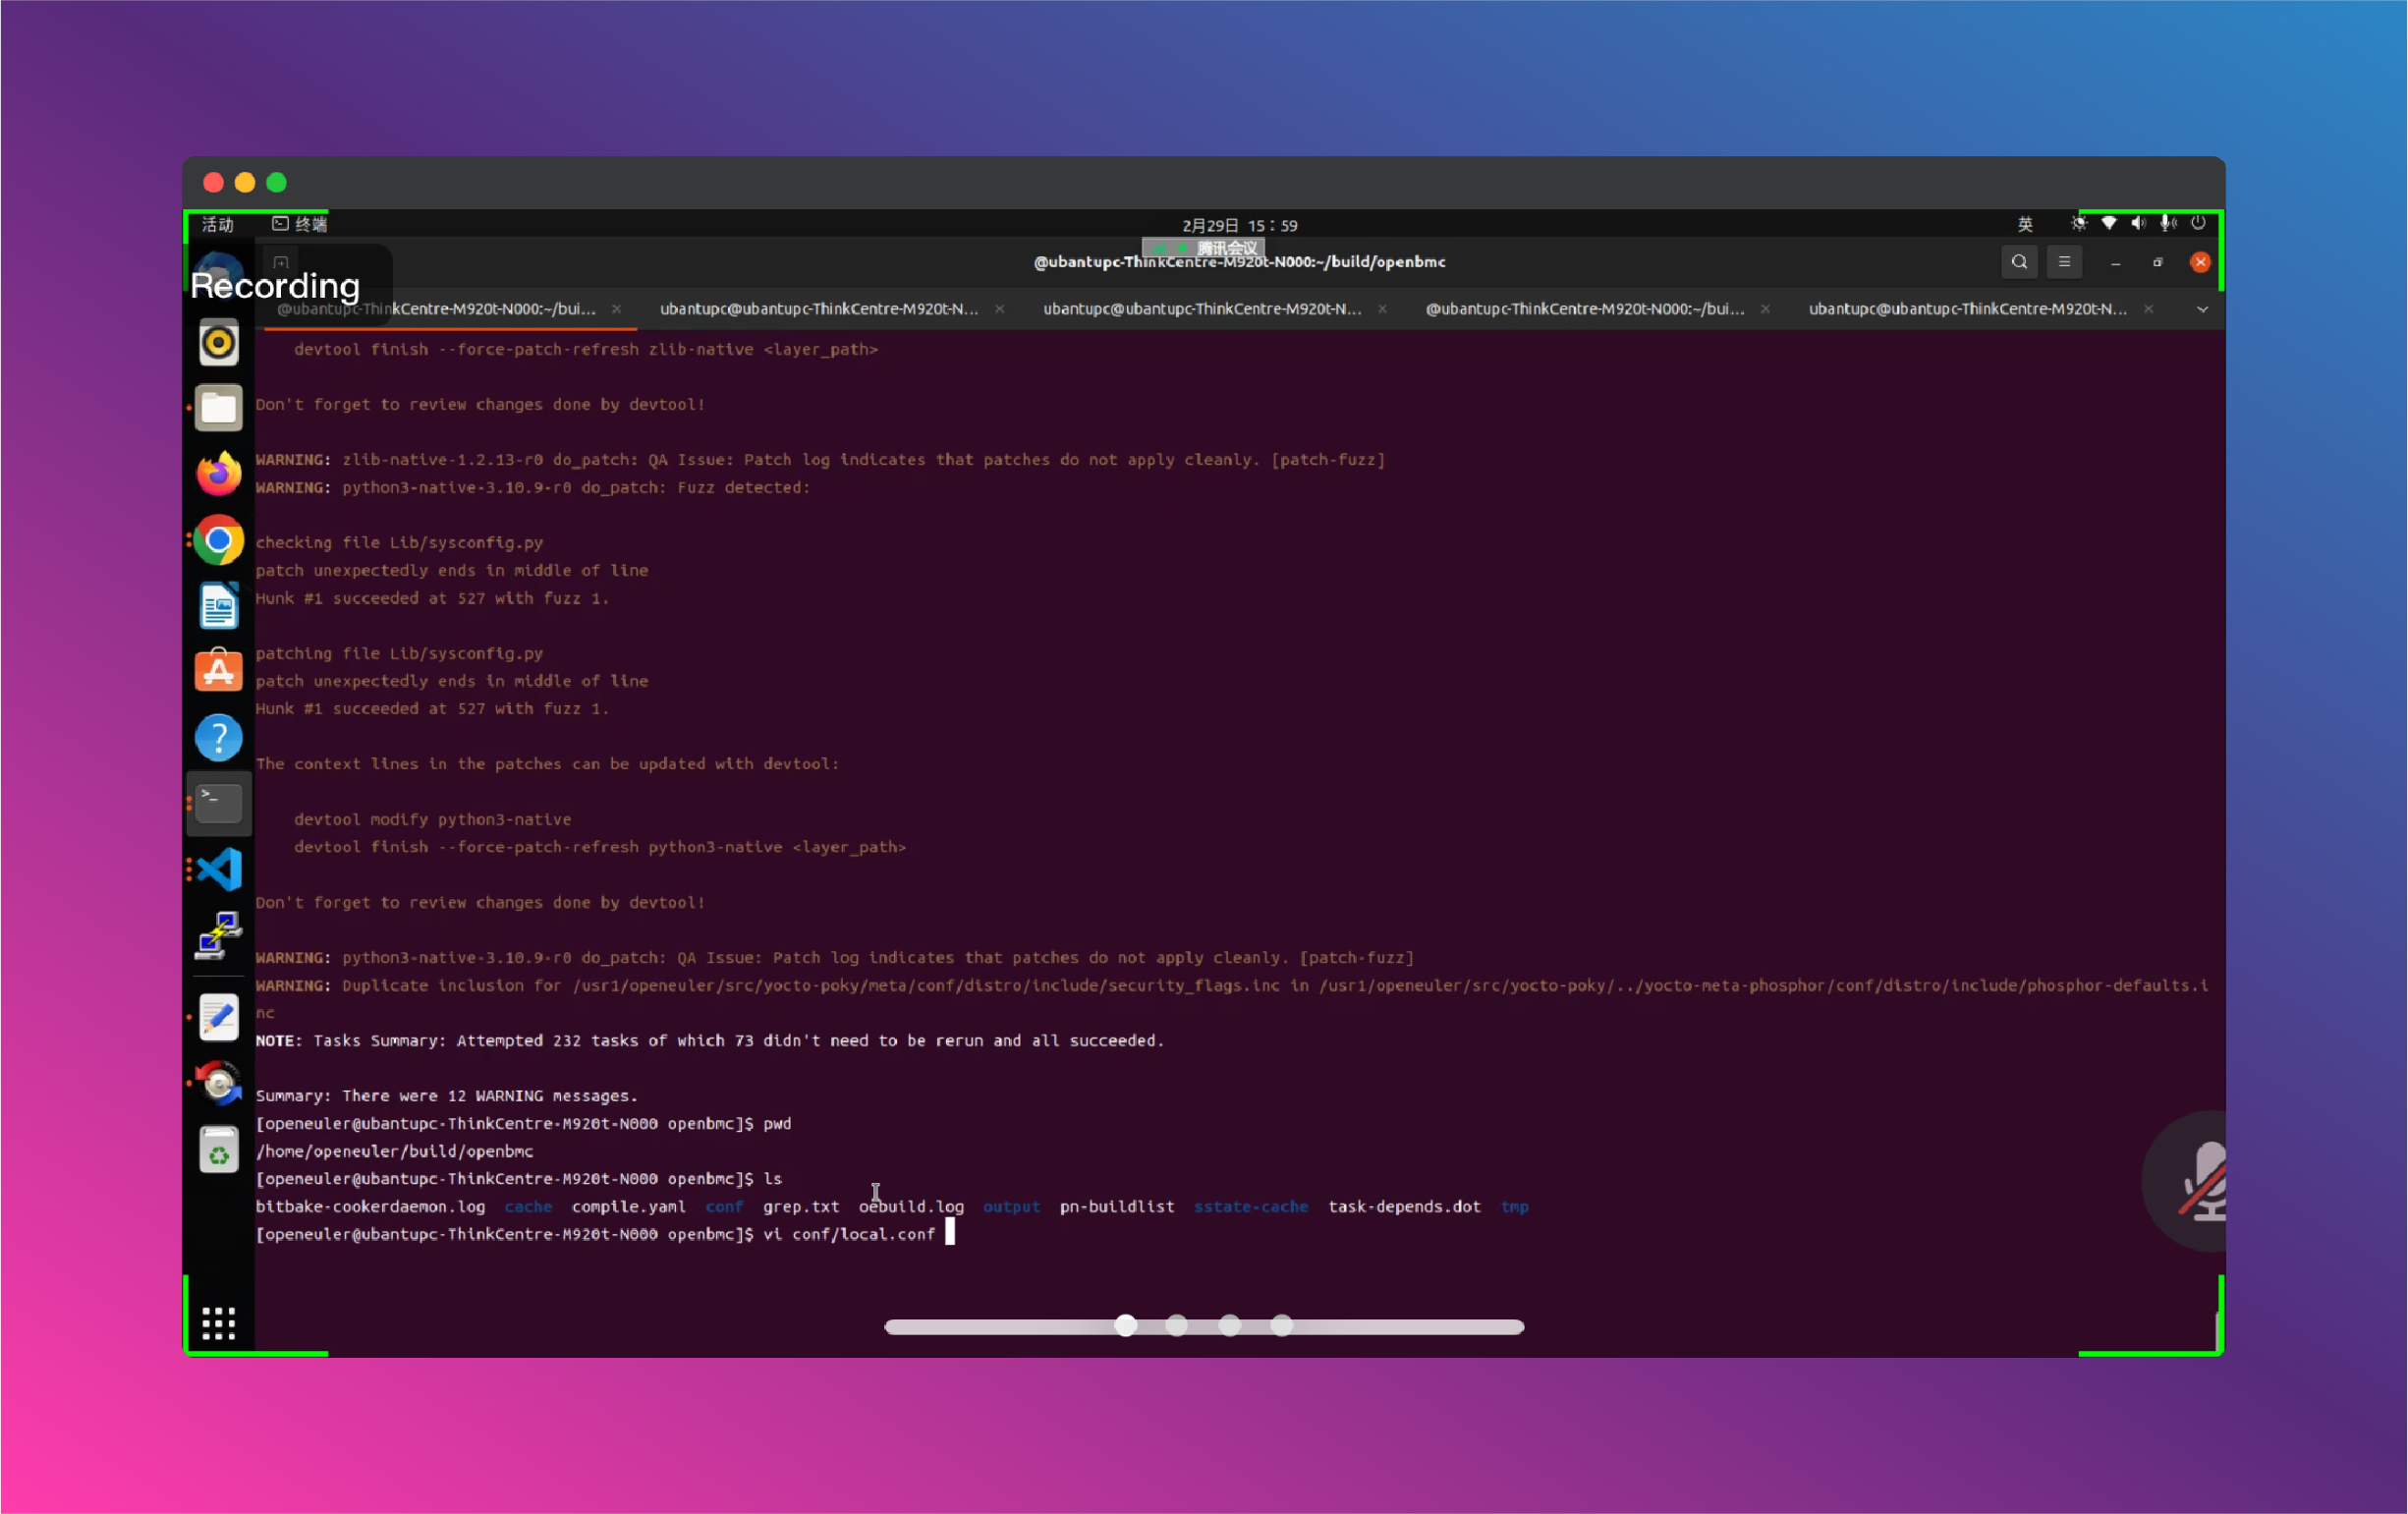 活动 终端 2月29日 15：59 英
腾讯会议
@ubantupc-ThinkCentre-M920t-N000:~/build/openbmc
Recording
@ubantupc-ThinkCentre-M920t-N000:~/bui... ubantupc@ubantupc-ThinkCentre-M920t-N... ubantupc@ubantupc-ThinkCentre-M920t-N... @ubantupc-ThinkCentre-M920t-N000:~/bui... ubantupc@ubantupc-ThinkCentre-M920t-N...
devtool finish --force-patch-refresh zlib-native <layer_path>
Don't forget to review changes done by devtool!
WARNING: zlib-native-1.2.13-r0 do_patch: QA Issue: Patch log indicates that patches do not apply cleanly. [patch-fuzz]
WARNING: python3-native-3.10.9-r0 do_patch: Fuzz detected:
checking file Lib/sysconfig.py
patch unexpectedly ends in middle of line
Hunk #1 succeeded at 527 with fuzz 1.
patching file Lib/sysconfig.py
patch unexpectedly ends in middle of line
Hunk #1 succeeded at 527 with fuzz 1.
The context lines in the patches can be updated with devtool:
devtool modify python3-native
devtool finish --force-patch-refresh python3-native <layer_path>
Don't forget to review changes done by devtool!
WARNING: python3-native-3.10.9-r0 do_patch: QA Issue: Patch log indicates that patches do not apply cleanly. [patch-fuzz]
WARNING: Duplicate inclusion for /usr1/openeuler/src/yocto-poky/meta/conf/distro/include/security_flags.inc in /usr1/openeuler/src/yocto-poky/../yocto-meta-phosphor/conf/distro/include/phosphor-defaults.i
nc
NOTE: Tasks Summary: Attempted 232 tasks of which 73 didn't need to be rerun and all succeeded.
Summary: There were 12 WARNING messages.
[openeuler@ubantupc-ThinkCentre-M920t-N000 openbmc]$ pwd
/home/openeuler/build/openbmc
[openeuler@ubantupc-ThinkCentre-M920t-N000 openbmc]$ ls
bitbake-cookerdaemon.log cache compile.yaml conf grep.txt oebuild.log output pn-buildlist sstate-cache task-depends.dot tmp
[openeuler@ubantupc-ThinkCentre-M920t-N000 openbmc]$ vi conf/local.conf